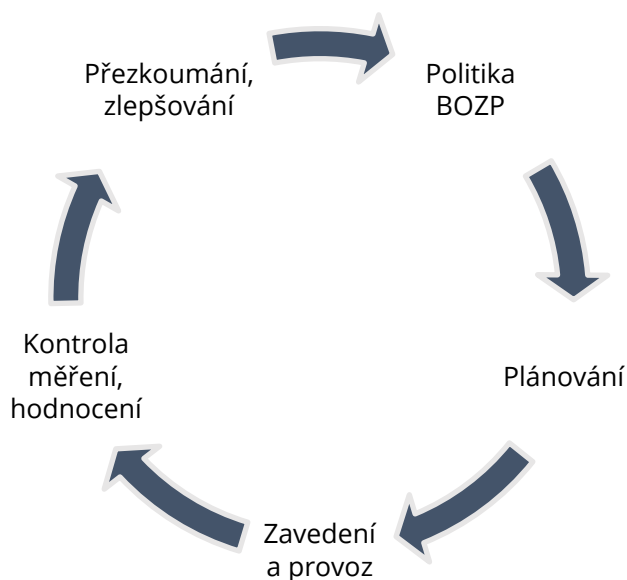 Přezkoumání,
zlepšování
Politika
BOZP
Plánování
Zavedení
a provoz
Kontrola
měření,
hodnocení